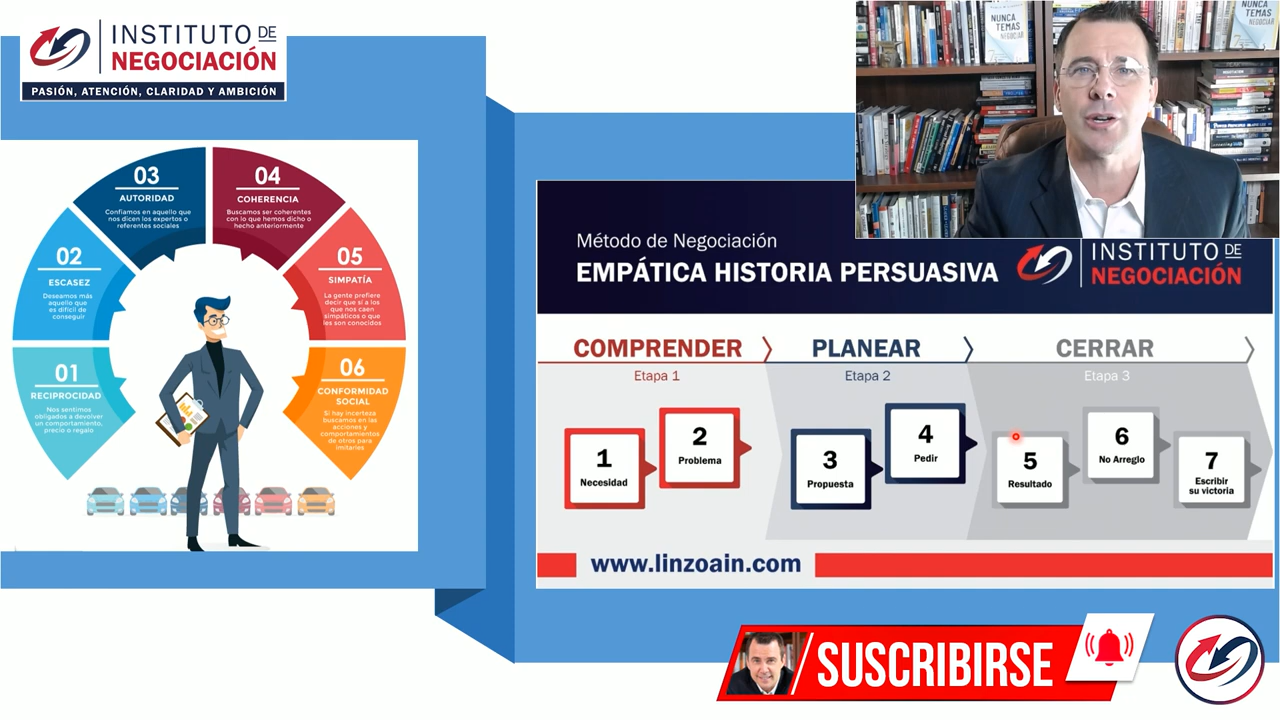 INSTITUTO DE
NEGOCIACIÓN
PASIÓN, ATENCIÓN, CLARIDAD Y AMBICIÓN
NUNCA
TEMAS
NEGOCIAR
03
AUTORIDAD
Confiamos en aquello que
nos dicen los expertos o
referentes sociales
04
COHERENCIA
Buscamos ser coherentes
con lo que hemos dicho o
hecho anteriormente
02
ESCASEZ
Deseamos más
aquello que
es difícil de
conseguir
05
SIMPATÍA
La gente prefiere
decir que sí a los
que nos caen
simpáticos o que
les son conocidos
01
RECIPROCIDAD
Nos sentimos
obligados a devolver
un comportamiento,
precio o regalo
06
CONFORMIDAD
SOCIAL
Si hay incerteza
buscamos en las
acciones y
comportamientos
de otros para
imitarles
Método de Negociación
EMPÁTICA HISTORIA PERSUASIVA
INSTITUTO DE
NEGOCIACIÓN
COMPRENDER
Etapa 1
PLANEAR
Etapa 2
CERRAR
Etapa 3
1
Necesidad
2
Problema
3
Propuesta
4
Pedir
5
Resultado
6
No Arreglo
7
Escribir
su victoria
www.linzoain.com
SUSCRIBIRSE